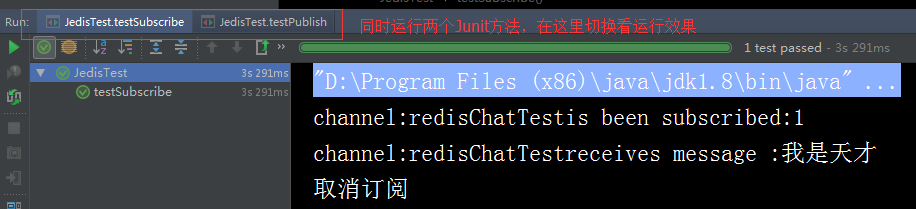 Run: JedisTest.testSubscribe JedisTest.testPublish 同时运行两个Junit方法, 在这里切换看运行效果
1 test passed - 3s 291ms
JedisTest 3s 291ms
testSubscribe 3s 291ms
"D:\Program Files (x86)\java\jdk1.8\bin\java" ...
channel:redisChatTestis been subscribed:1
channel:redisChatTestreceives message :我是天才
取消订阅